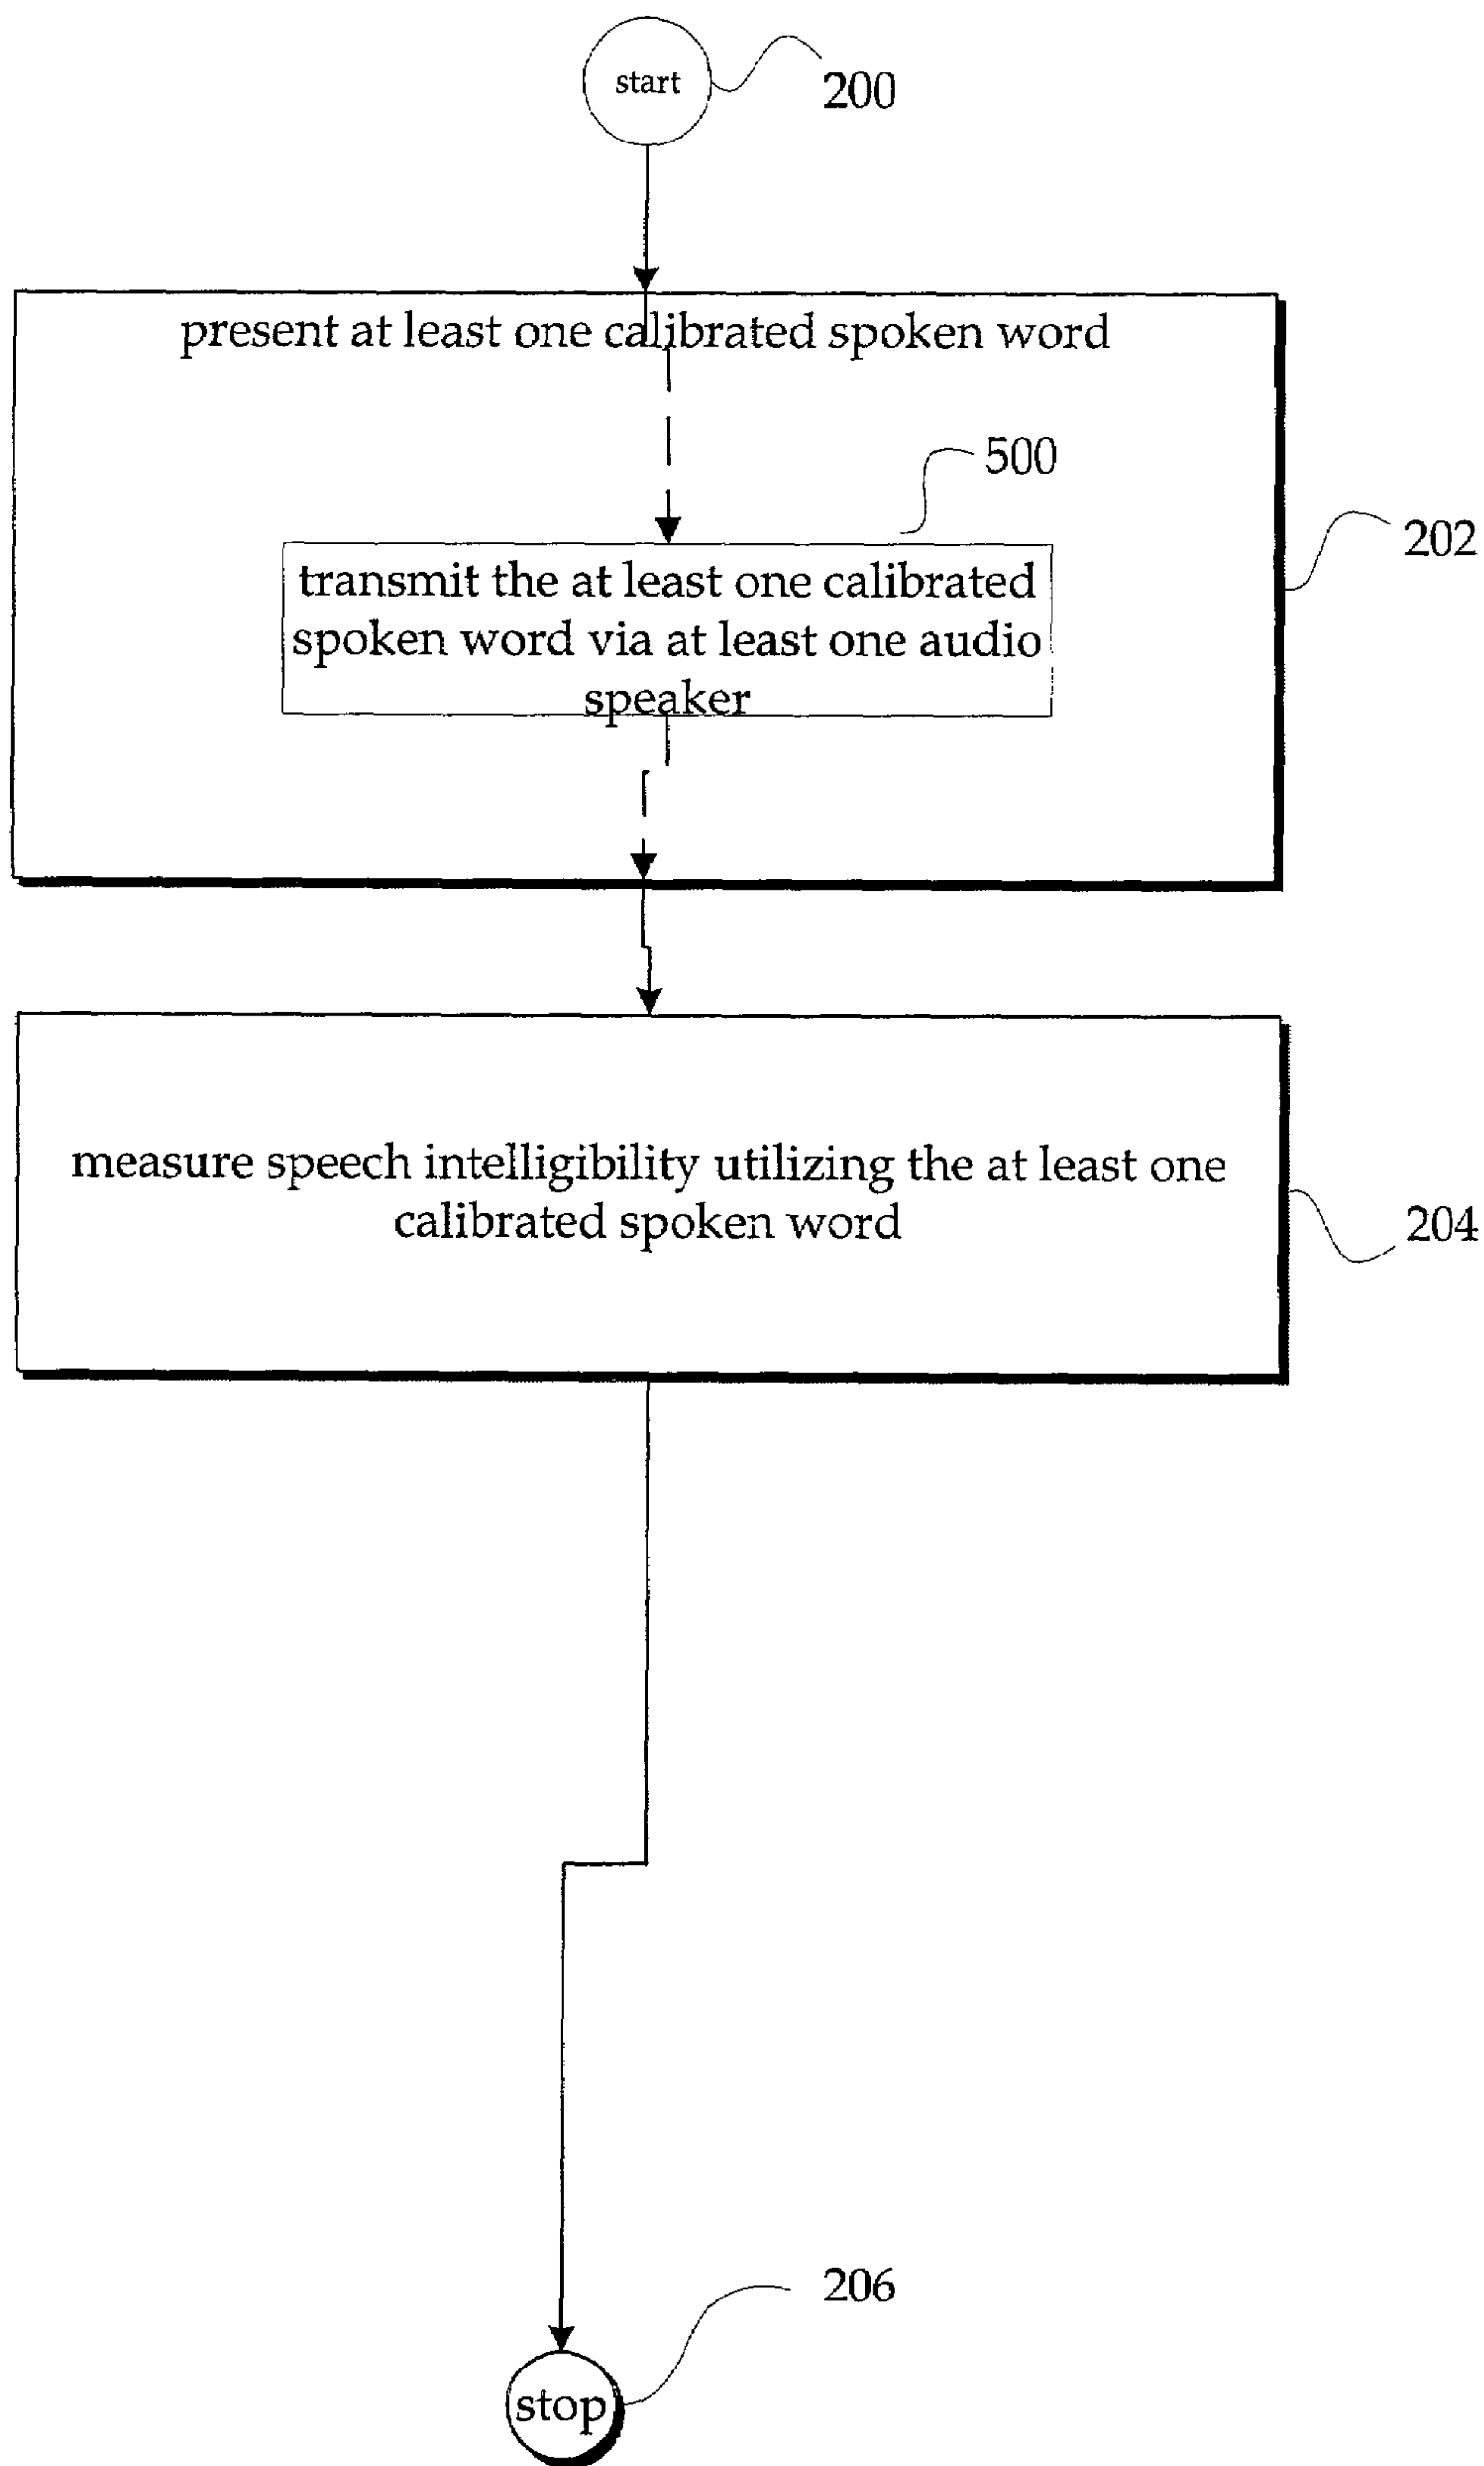 start
200
present at least one calibrated spoken word
500
202
transmit the at least one calibrated
spoken word via at least one audio
speaker
measure speech intelligibility utilizing the at least one
calibrated spoken word
204
206
stop